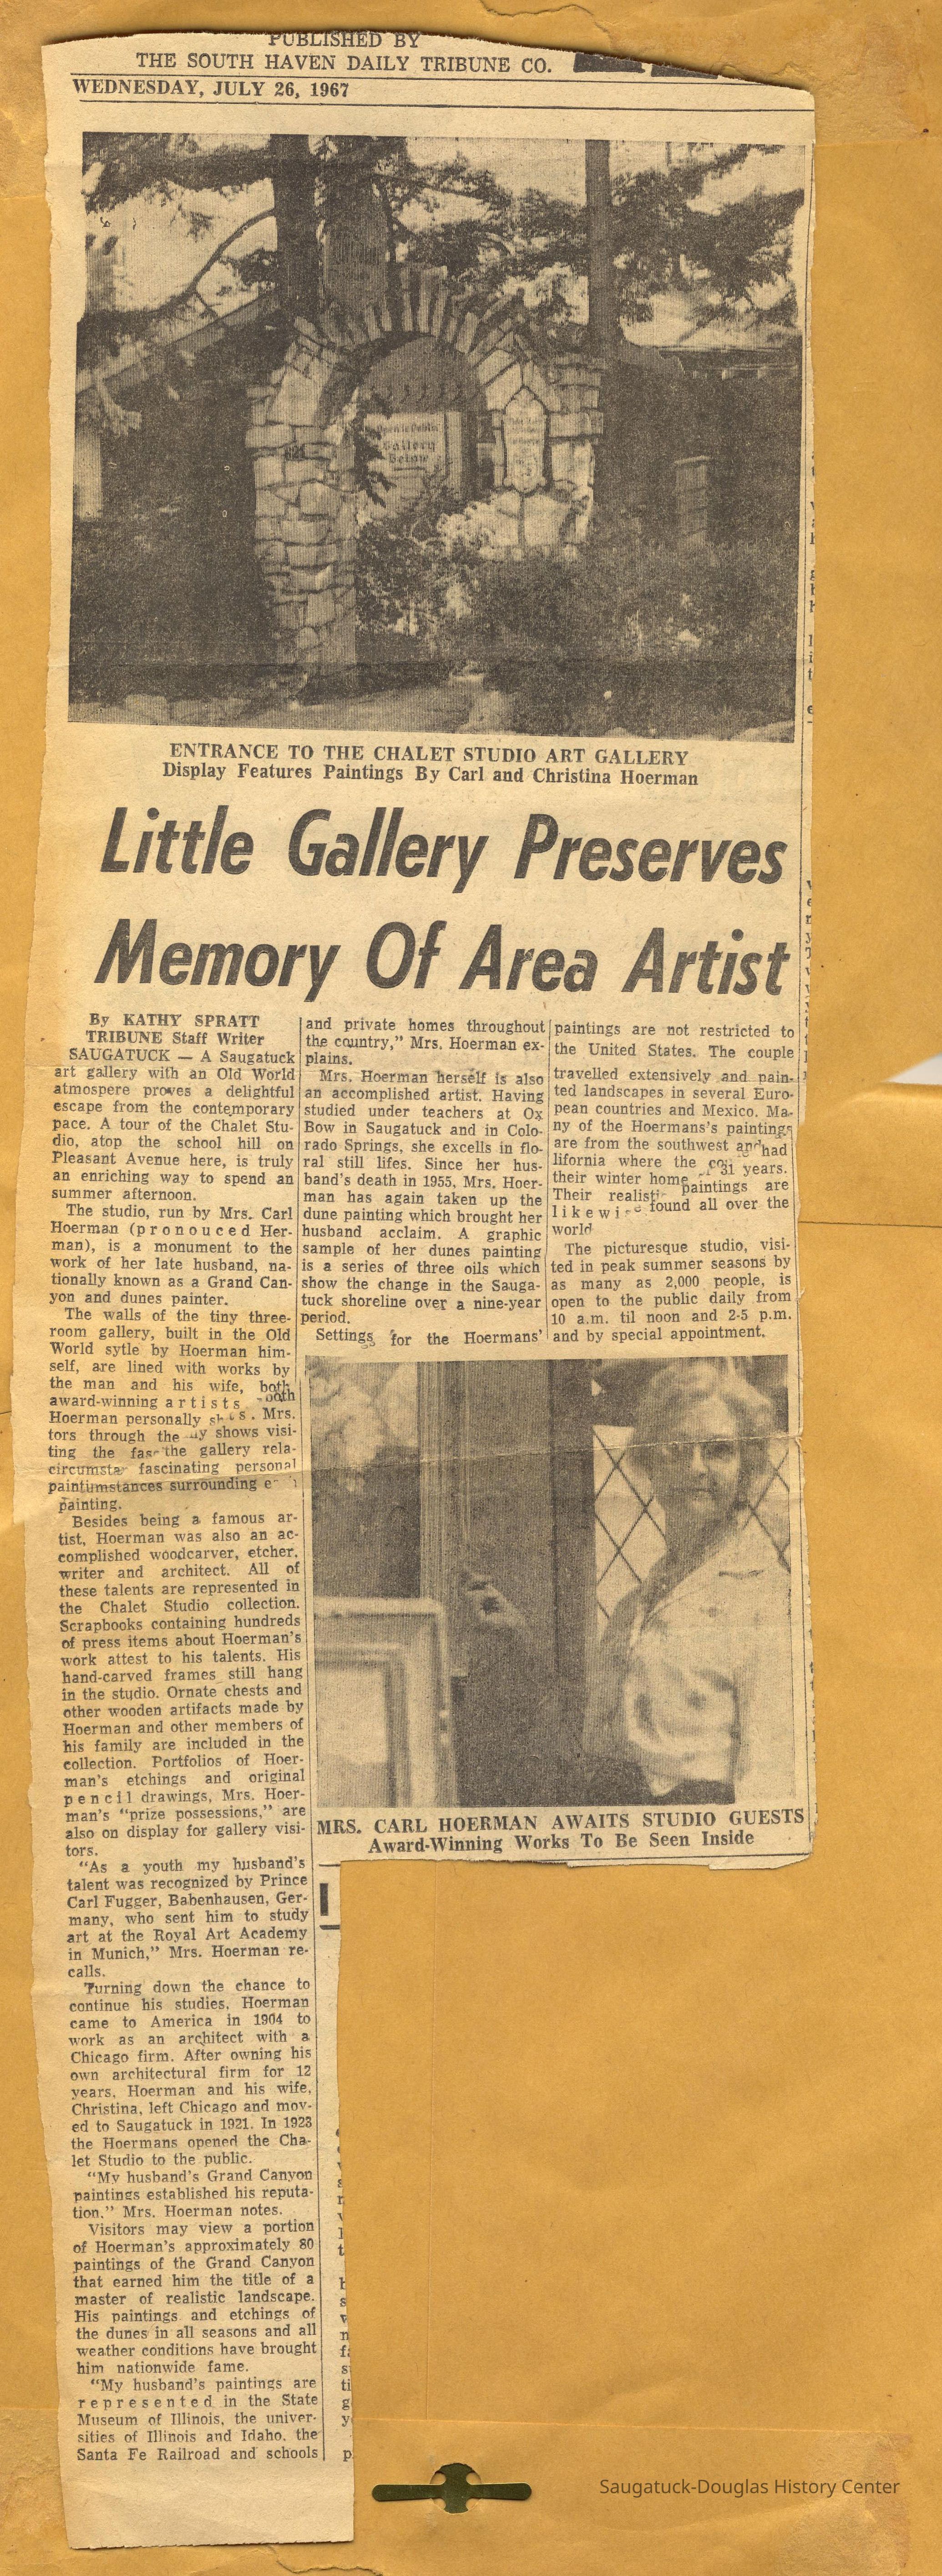 PUBLISHED BY
THE SOUTH HAVEN DAILY TRIBUNE CO.
WEDNESDAY, JULY 26, 1967
Open to Public
Gallery
Below
ENTRANCE TO THE CHALET STUDIO ART GALLERY
Display Features Paintings By Carl and Christina Hoerman
Little Gallery Preserves
Memory Of Area Artist
By KATHY SPRATT
TRIBUNE Staff Writer
SAUGATUCK — A Saugatuck
art gallery with an Old World
atmospere proves a delightful
escape from the contemporary
pace. A tour of the Chalet Stu-
dio, atop the school hill on
Pleasant Avenue here, is truly
an enriching way to spend an
summer afternoon.
The studio, run by Mrs. Carl
Hoerman (pronouced Her-
man), is a monument to the
work of her late husband, na-
tionally known as a Grand Can-
yon and dunes painter.
The walls of the tiny three-
room gallery, built in the Old
World sytle by Hoerman him-
self, are lined with works by
the man and his wife, both
award-winning artists
Hoerman personally Mrs.
tors through the shows visi-
ting the the gallery rela-
fascinating personal
surrounding
painting.
Besides being a famous ar-
tist, Hoerman was also an ac-
complished woodcarver, etcher,
writer and architect. All of
these talents are represented in
the Chalet Studio collection.
Scrapbooks containing hundreds
of press items about Hoerman's
work attest to his talents. His
hand-carved frames still hang
in the studio. Ornate chests and
other wooden artifacts made by
Hoerman and other members of
his family are included in the
collection. Portfolios of Hoer-
man's etchings and original
pencil drawings, Mrs. Hoer-
man's "prize possessions," are
also on display for gallery visi-
tors.
"As a youth my husband's
talent was recognized by Prince
Carl Fugger, Babenhausen, Ger-
many, who sent him to study
art at the Royal Art Academy
in Munich," Mrs. Hoerman re-
calls.
Turning down the chance to
continue his studies, Hoerman
came to America in 1904 to
work as an architect with a
Chicago firm. After owning his
own architectural firm for 12
years, Hoerman and his wife,
Christina, left Chicago and mov-
ed to Saugatuck in 1921. In 1923
the Hoermans opened the Cha-
let Studio to the public.
"My husband's Grand Canyon
paintings established his reputa-
tion." Mrs. Hoerman notes.
Visitors may view a portion
of Hoerman's approximately 80
paintings of the Grand Canyon
that earned him the title of a
master of realistic landscape.
His paintings and etchings of
the dunes in all seasons and all
weather conditions have brought
him nationwide fame.
"My husband's paintings are
represented in the State
Museum of Illinois, the univer-
sities of Illinois and Idaho, the
Santa Fe Railroad and schools
and private homes throughout
the country," Mrs. Hoerman ex-
plains.
Mrs. Hoerman herself is also
an accomplished artist. Having
studied under teachers at Ox
Bow in Saugatuck and in Colo-
rado Springs, she excells in flo-
ral still lifes. Since her hus-
band's death in 1955, Mrs. Hoer-
man has again taken up the
dune painting which brought her
husband acclaim. A graphic
sample of her dunes painting
is a series of three oils which
show the change in the Sauga-
tuck shoreline over a nine-year
period.
Settings for the Hoermans'
paintings are not restricted to
the United States. The couple
travelled extensively and pain-
ted landscapes in several Euro-
pean countries and Mexico. Ma-
ny of the Hoermans's paintings
are from the southwest and had
lifornia where the 31 years.
their winter home paintings are
Their found all over the
world
The picturesque studio, visi-
ted in peak summer seasons by
as many as 2,000 people, is
open to the public daily from
10 a.m. til noon and 2-5 p.m.
and by special appointment.
MRS. CARL HOERMAN AWAITS STUDIO GUESTS
Award-Winning Works To Be Seen Inside
Saugatuck-Douglas History Center